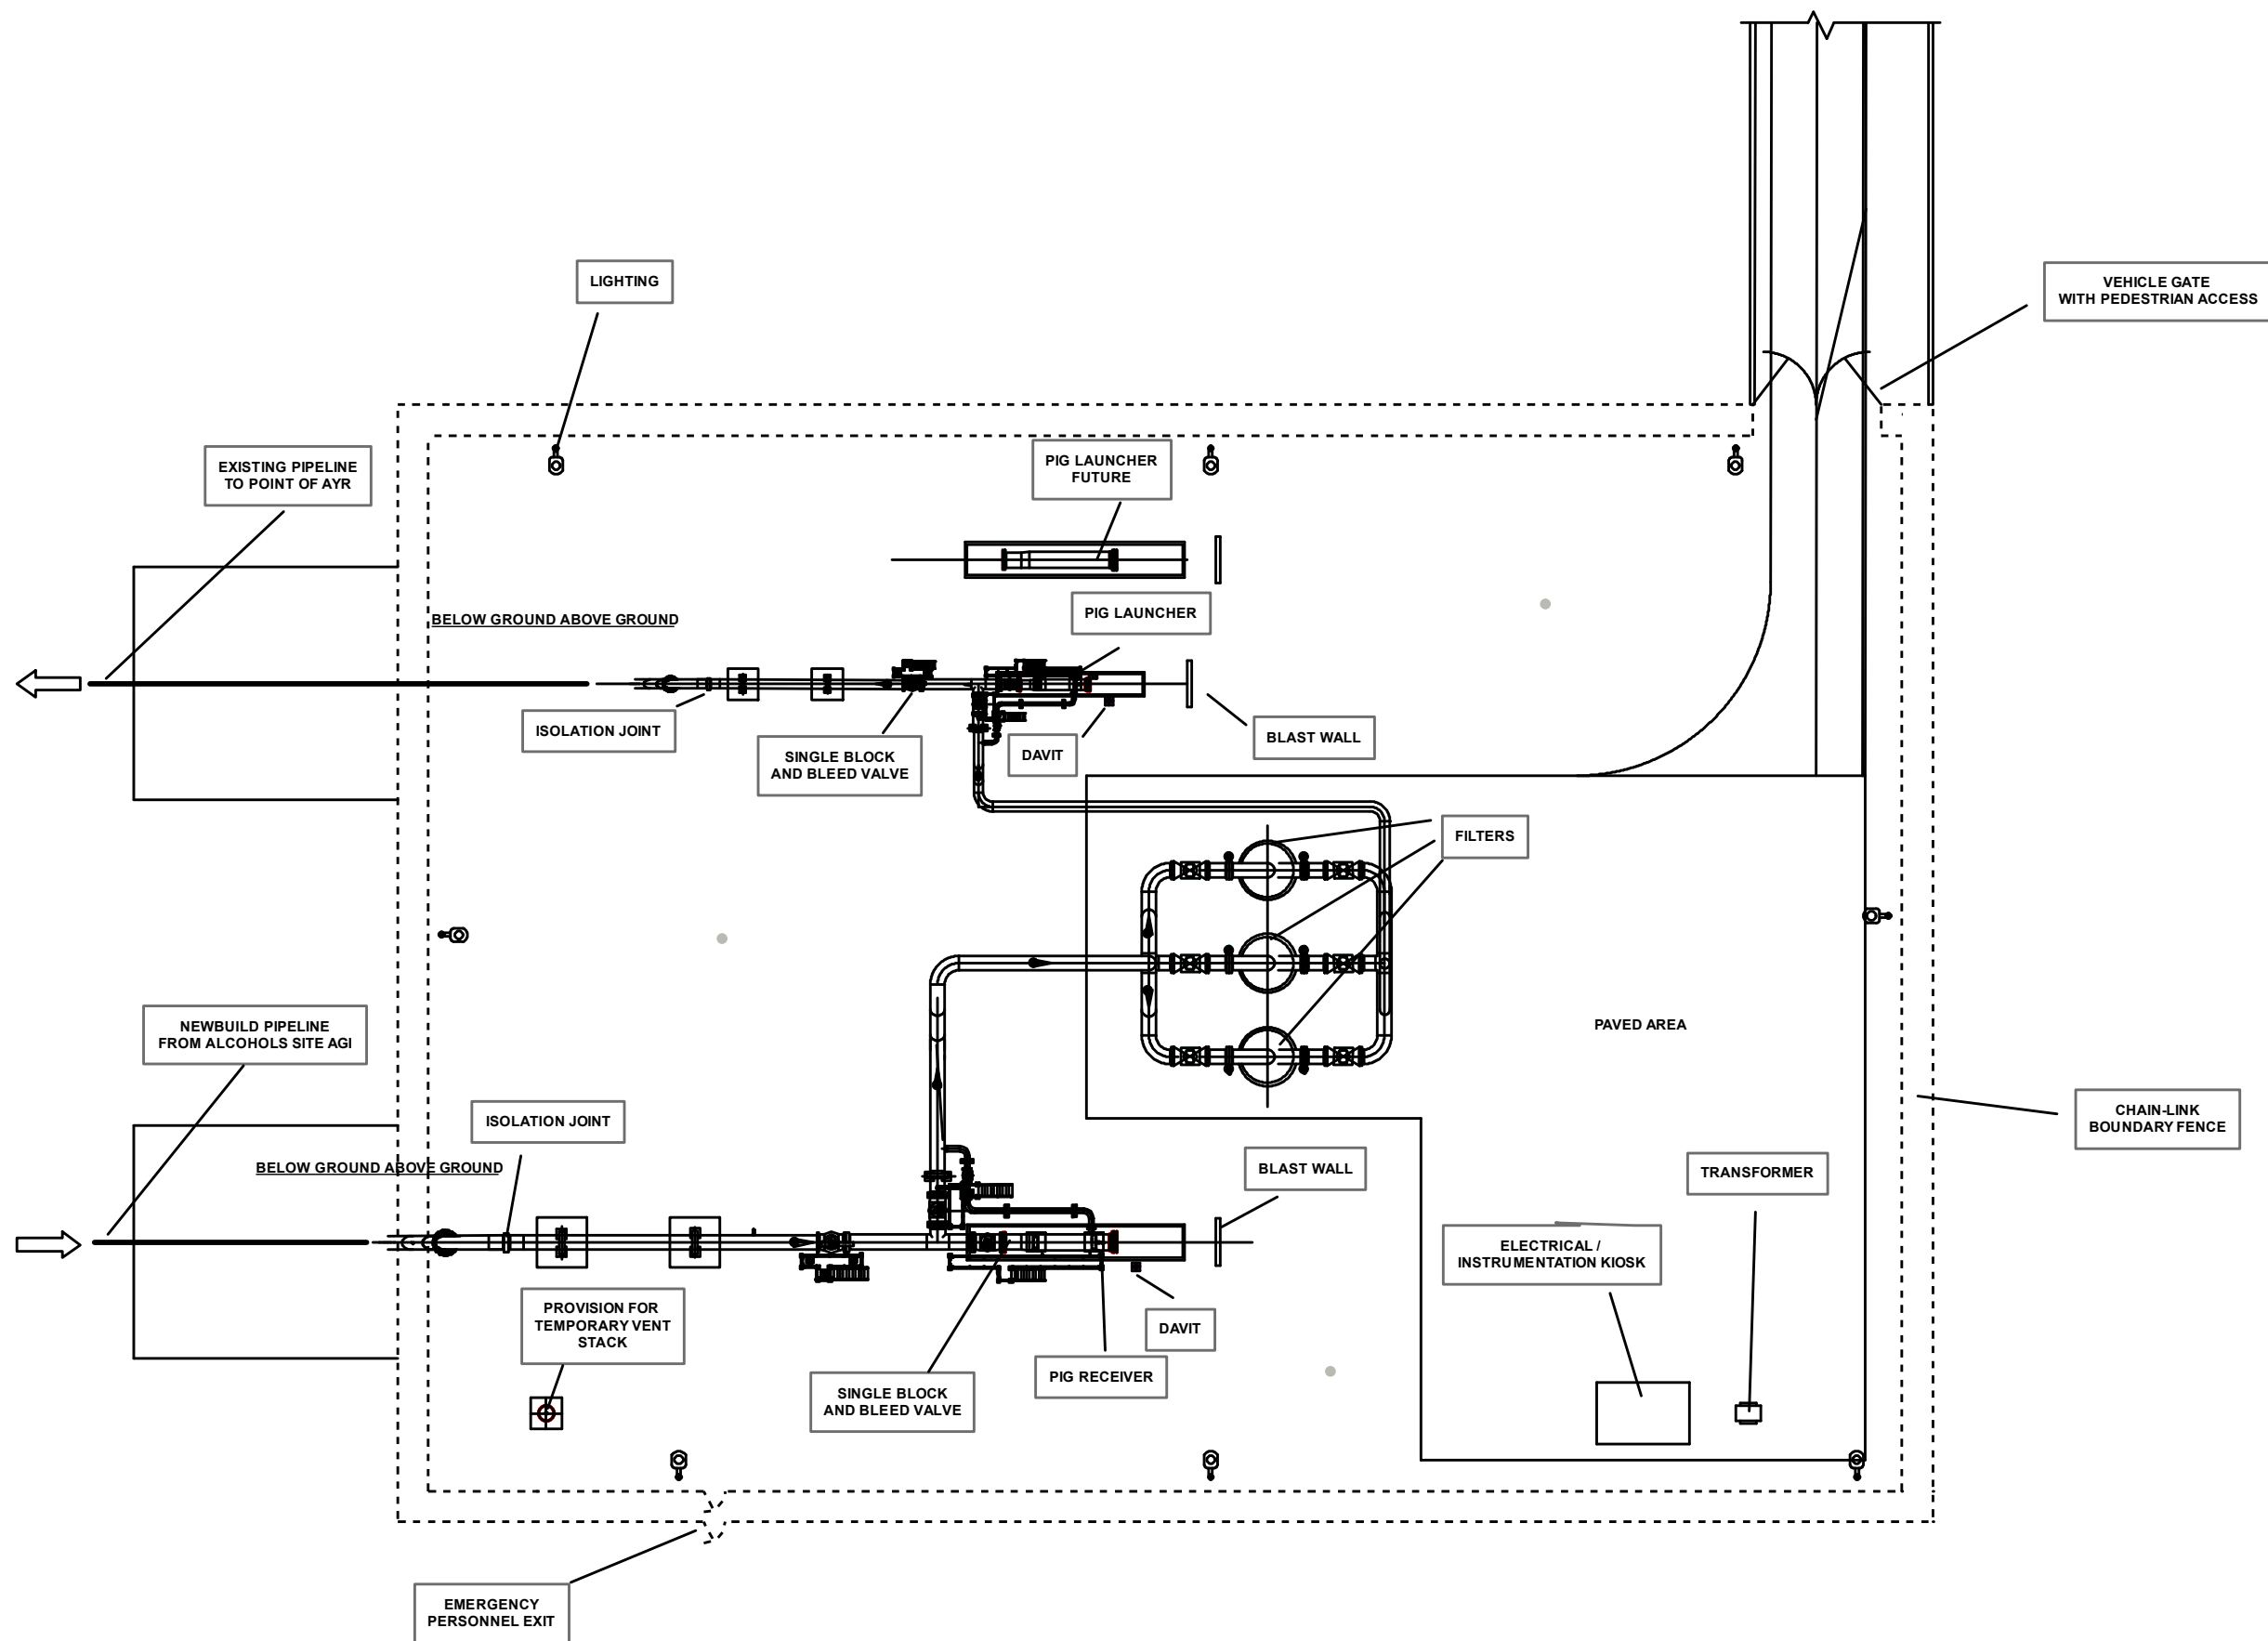 LIGHTING
VEHICLE GATE
WITH PEDESTRIAN ACCESS
EXISTING PIPELINE
TO POINT OF AYR
PIG LAUNCHER
FUTURE
BELOW GROUND ABOVE GROUND
PIG LAUNCHER
ISOLATION JOINT
SINGLE BLOCK
AND BLEED VALVE
DAVIT
BLAST WALL
FILTERS
NEWBUILD PIPELINE
FROM ALCOHOLS SITE AGI
PAVED AREA
ISOLATION JOINT
CHAIN-LINK
BOUNDARY FENCE
BELOW GROUND ABOVE GROUND
BLAST WALL
TRANSFORMER
ELECTRICAL /
INSTRUMENTATION KIOSK
PROVISION FOR
TEMPORARY VENT
STACK
DAVIT
PIG RECEIVER
SINGLE BLOCK
AND BLEED VALVE
EMERGENCY
PERSONNEL EXIT